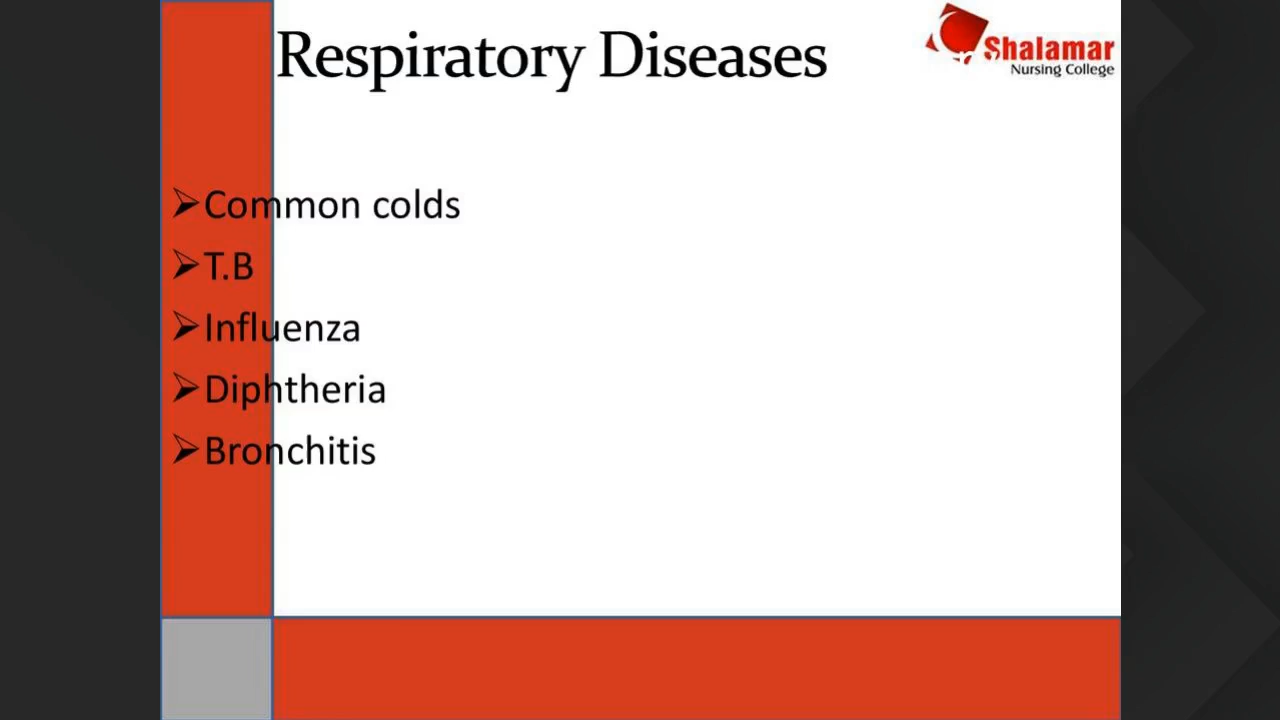 Respiratory Diseases
Shalamar
Nursing College
➢Common colds
➢T.B
➢Influenza
➢Diphtheria
➢Bronchitis